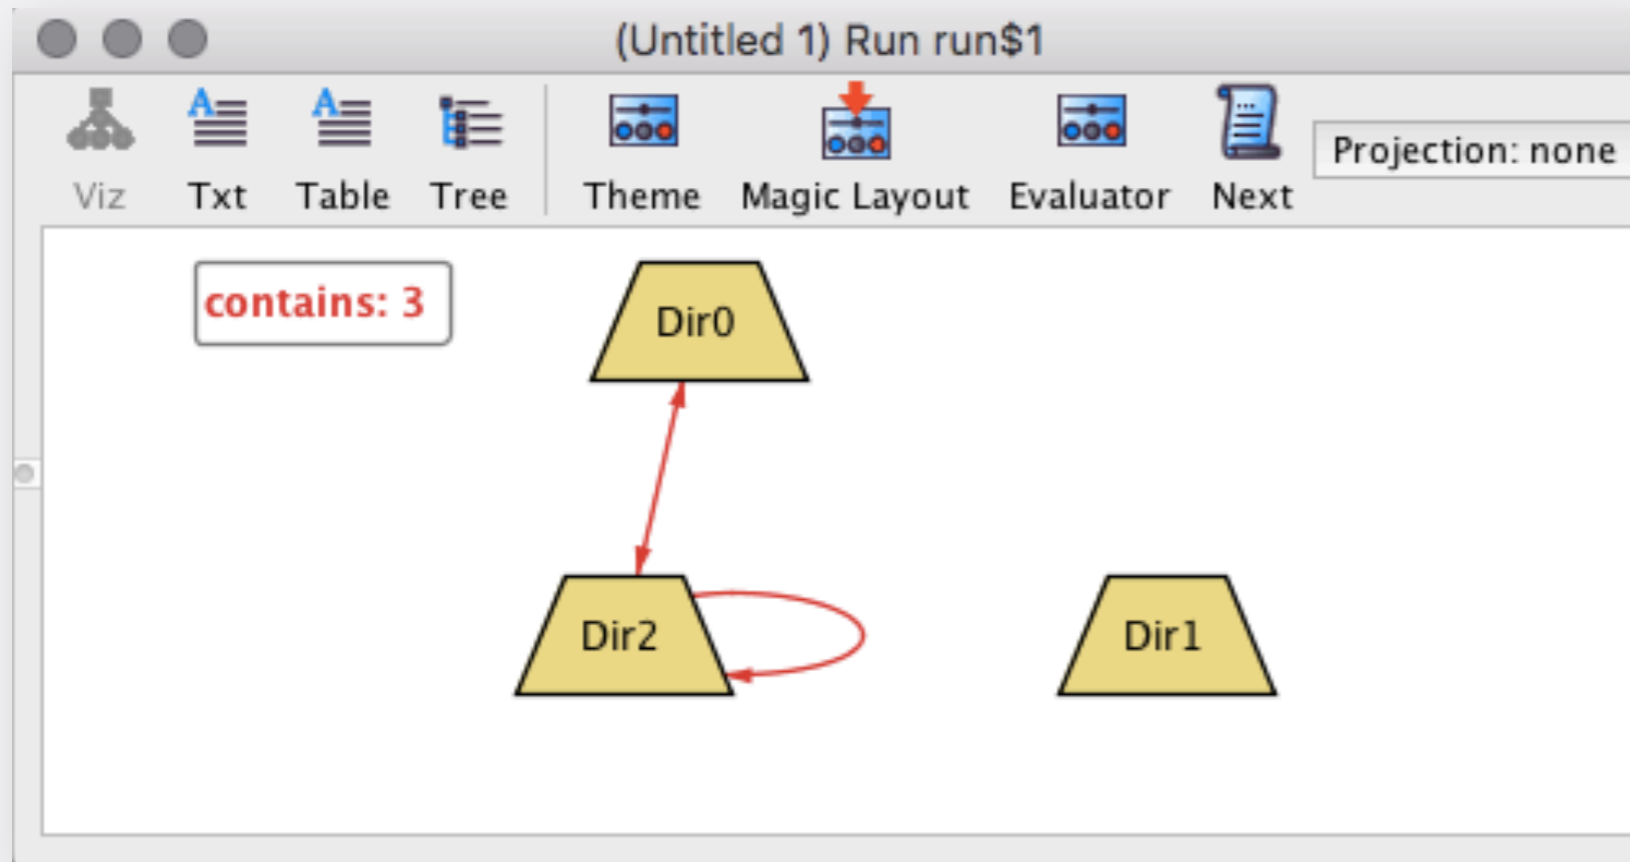 (Untitled 1) Run run$1
Viz Txt Table Tree Theme Magic Layout Evaluator Next Projection: none
contains: 3
Dir0
Dir2 Dir1